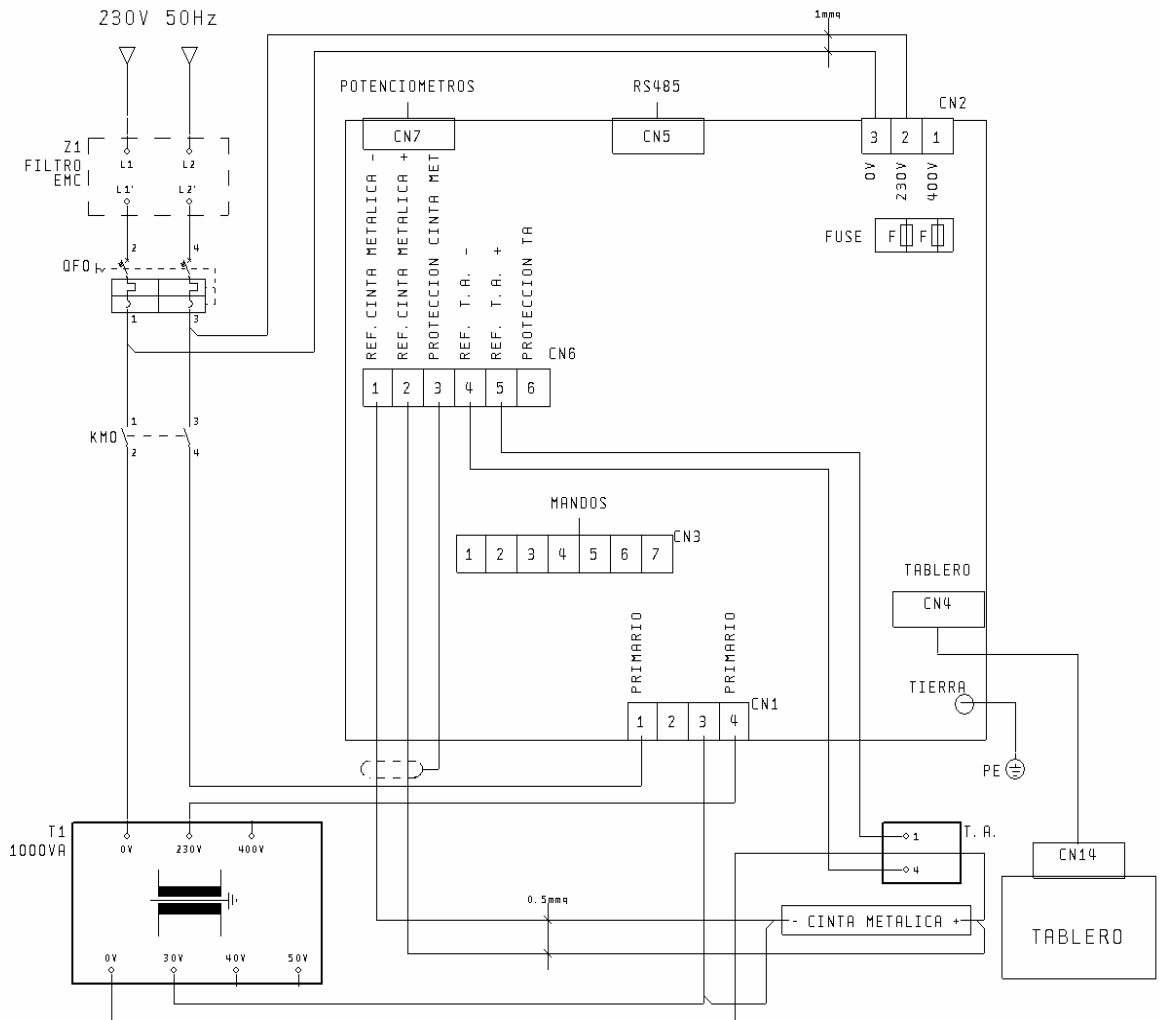 230V 50Hz
1mmq
POTENCIOMETROS
RS485
CN2
CN7
CN5
3 2 1
0V
230V
400V
Z1
FILTRO
EMC
L1 L2
L1' L2'
FUSE
F F
2 4
QF0
1 3
REF. CINTA METALICA -
REF. CINTA METALICA +
PROTECCION CINTA MET
REF. T.A. -
REF. T.A. +
PROTECCION TA
CN6
1 2 3 4 5 6
1 3
KM0
2 4
MANDOS
CN3
1 2 3 4 5 6 7
TABLERO
CN4
PRIMARIO
PRIMARIO
TIERRA
CN1
1 2 3 4
PE
T1
1000VA
0V 230V 400V
T.A.
1
4
CN14
TABLERO
0.5mmq
- CINTA METALICA +
0V 30V 40V 50V